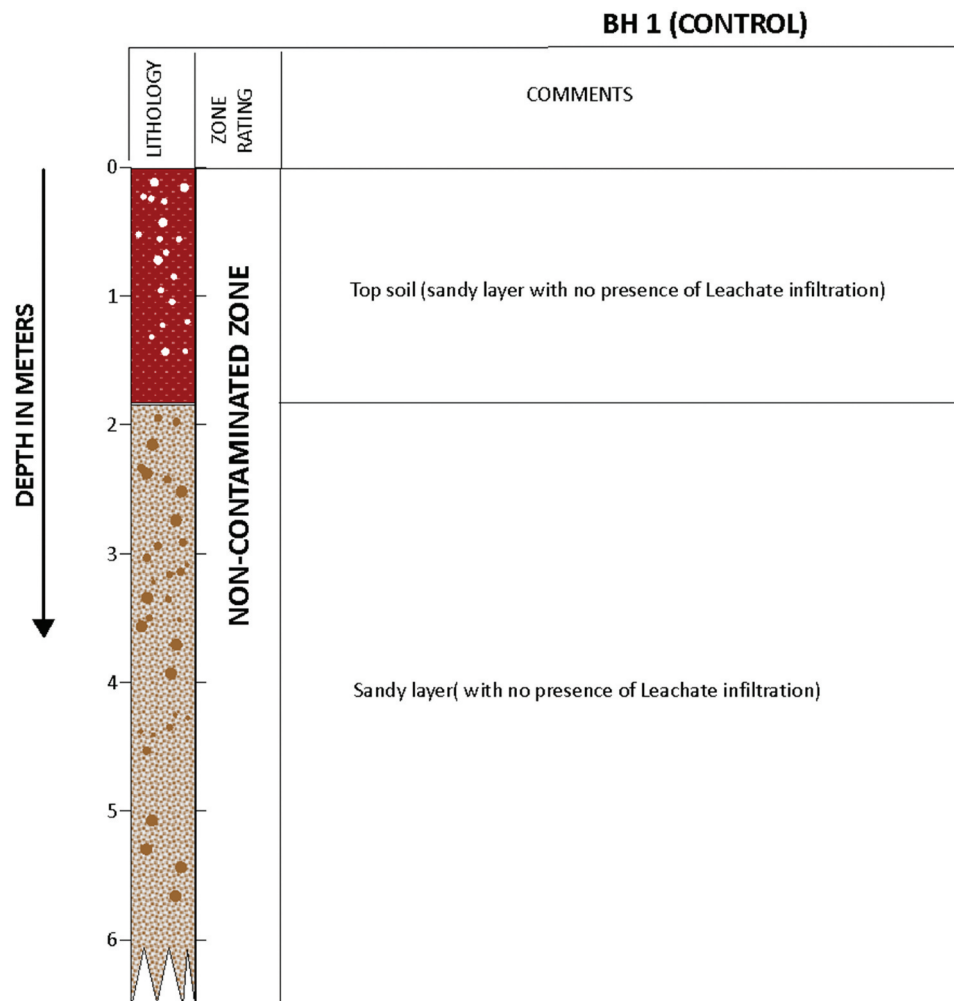 BH 1 (CONTROL)
LITHOLOGY
ZONE
RATING
COMMENTS
DEPTH IN METERS
0
1
2
3
4
5
6
NON-CONTAMINATED ZONE
Top soil (sandy layer with no presence of Leachate infiltration)
Sandy layer( with no presence of Leachate infiltration)